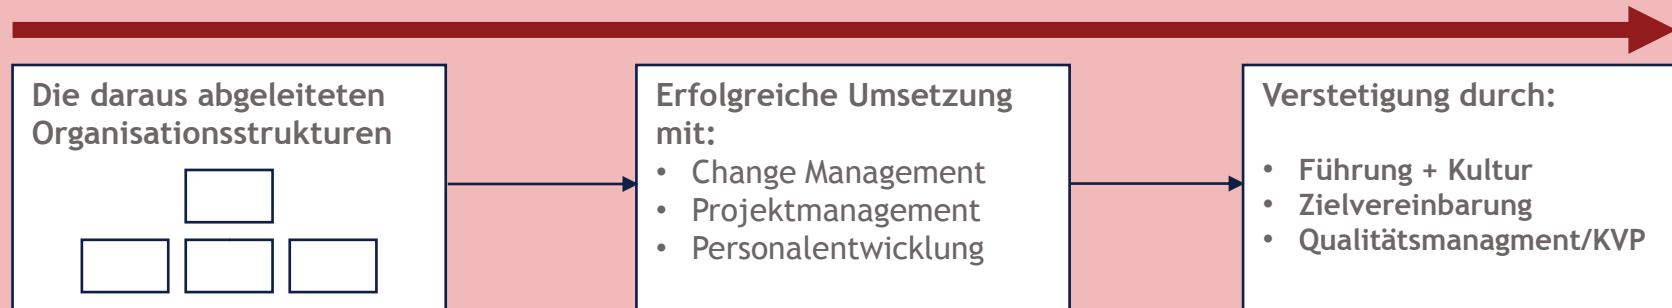 Die daraus abgeleiteten
Organisationsstrukturen
Erfolgreiche Umsetzung
mit:
• Change Management
• Projektmanagement
• Personalentwicklung
Verstetigung durch:
• Führung + Kultur
• Zielvereinbarung
• Qualitätsmanagment/KVP